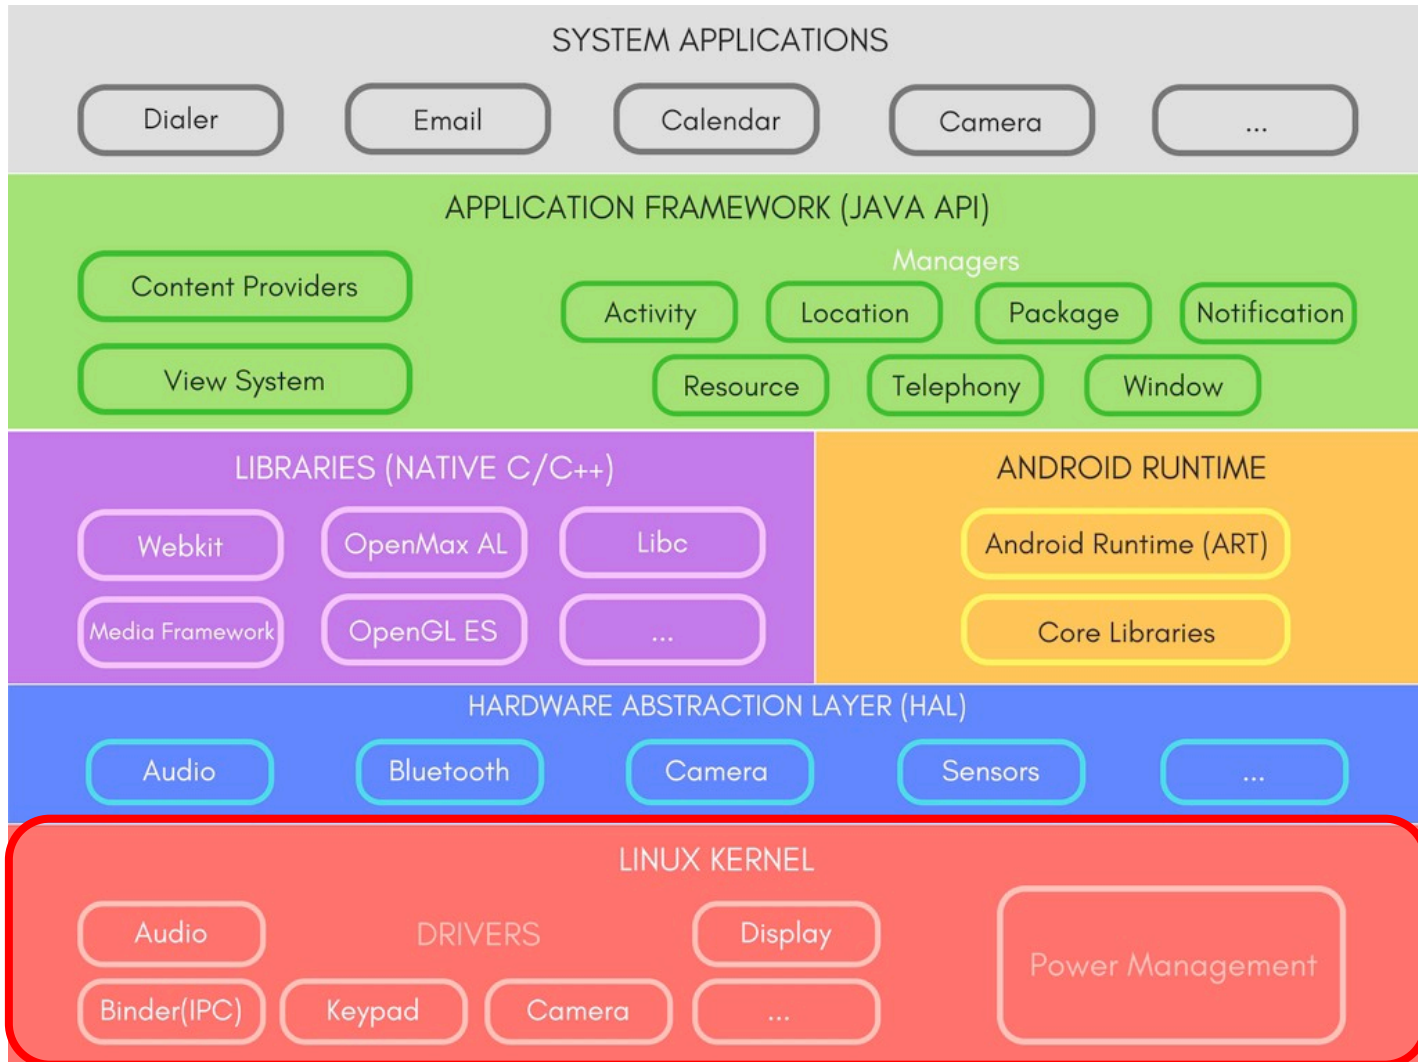 SYSTEM APPLICATIONS
Dialer
Email
Calendar
Camera
...
APPLICATION FRAMEWORK (JAVA API)
Content Providers
View System
Managers
Activity
Location
Package
Notification
Resource
Telephony
Window
LIBRARIES (NATIVE C/C++)
Webkit
OpenMax AL
Libc
Media Framework
OpenGL ES
...
ANDROID RUNTIME
Android Runtime (ART)
Core Libraries
HARDWARE ABSTRACTION LAYER (HAL)
Audio
Bluetooth
Camera
Sensors
...
LINUX KERNEL
Audio
DRIVERS
Display
Binder(IPC)
Keypad
Camera
...
Power Management